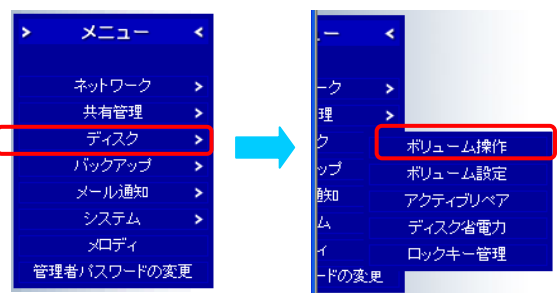 > メニュー <
ネットワーク >
共有管理 >
ディスク >
バックアップ >
メール通知 >
システム >
メロディ
管理者パスワードの変更
ー <
ーク >
理 >
ク
ップ
通知
ム
ィ
ードの変更
ボリューム操作
ボリューム設定
アクティブリペア
ディスク省電力
ロックキー管理